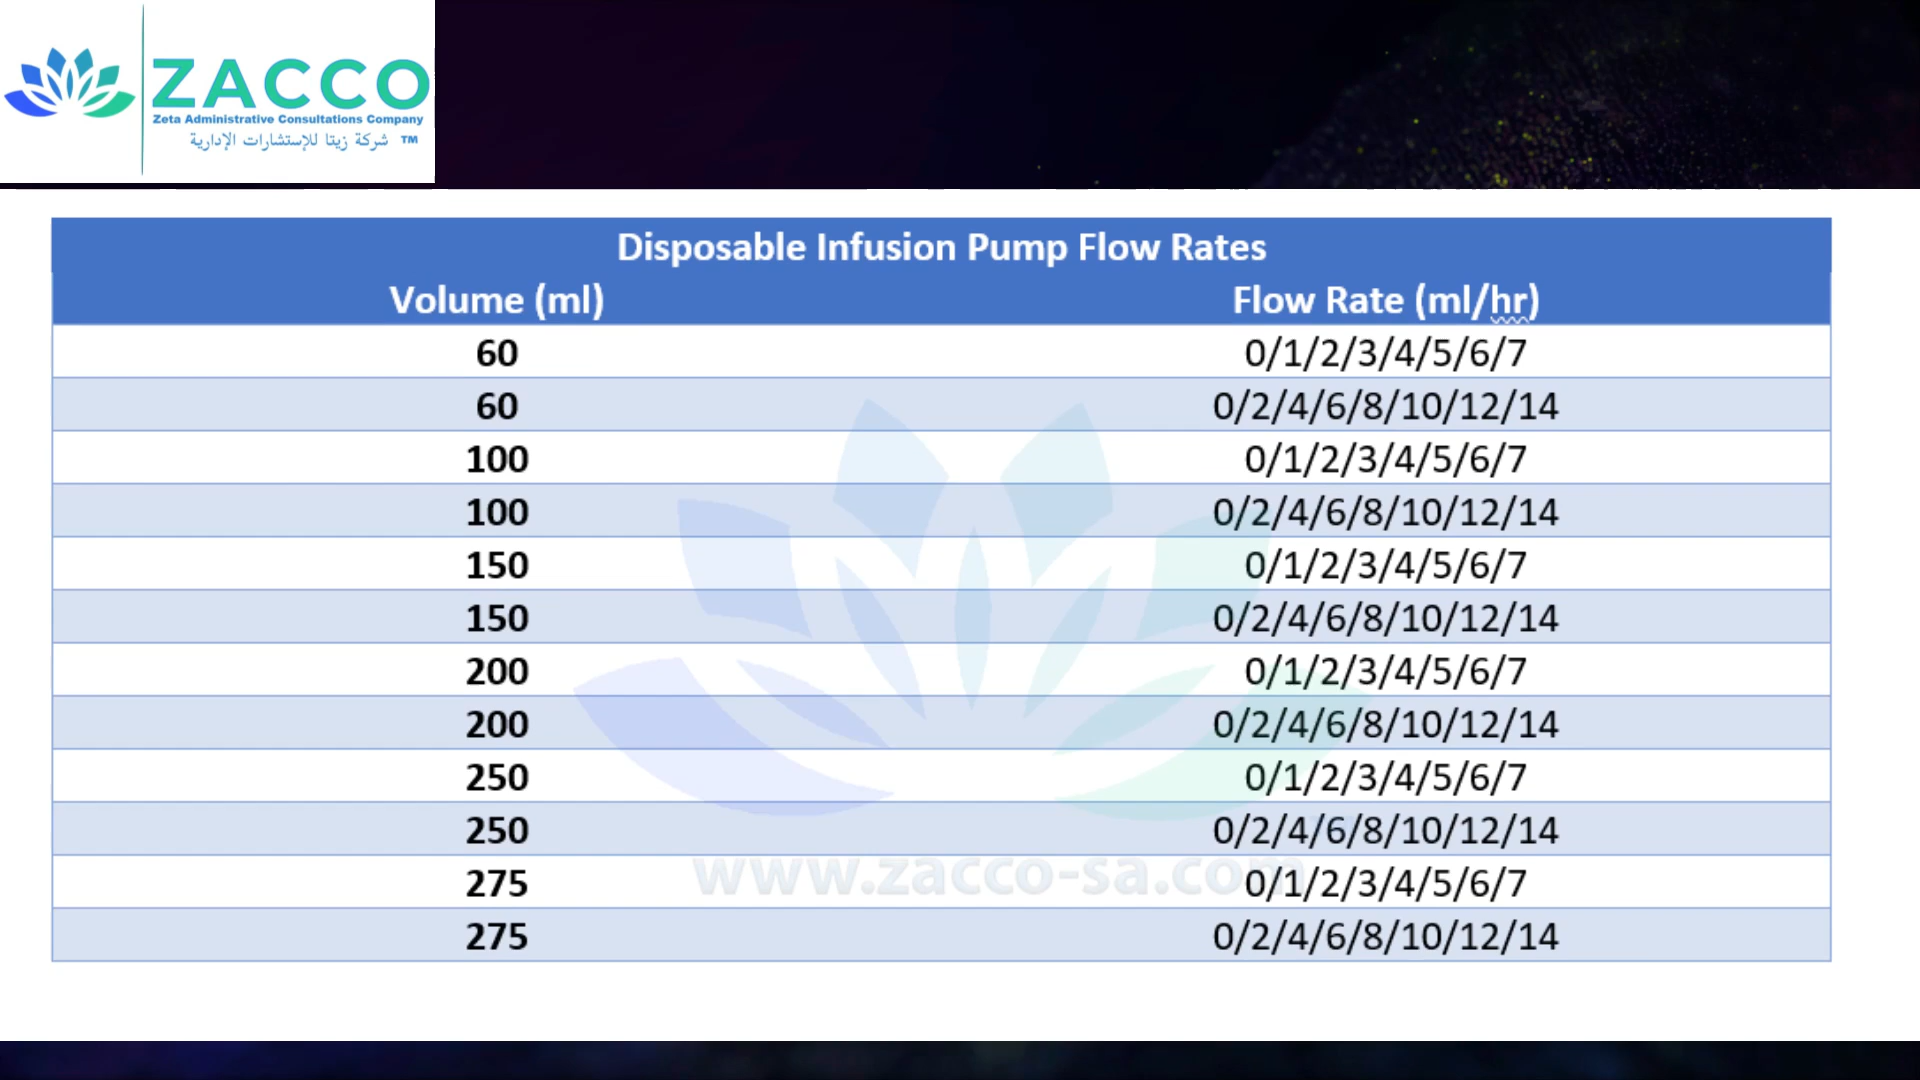 ZACCO
Zeta Administrative Consultations Company
شركة زيتا للإستشارات الإدارية ™
Disposable Infusion Pump Flow Rates
Volume (ml) Flow Rate (ml/hr)
60 0/1/2/3/4/5/6/7
60 0/2/4/6/8/10/12/14
100 0/1/2/3/4/5/6/7
100 0/2/4/6/8/10/12/14
150 0/1/2/3/4/5/6/7
150 0/2/4/6/8/10/12/14
200 0/1/2/3/4/5/6/7
200 0/2/4/6/8/10/12/14
250 0/1/2/3/4/5/6/7
250 0/2/4/6/8/10/12/14
www.zacco-sa.com
275 0/1/2/3/4/5/6/7
275 0/2/4/6/8/10/12/14